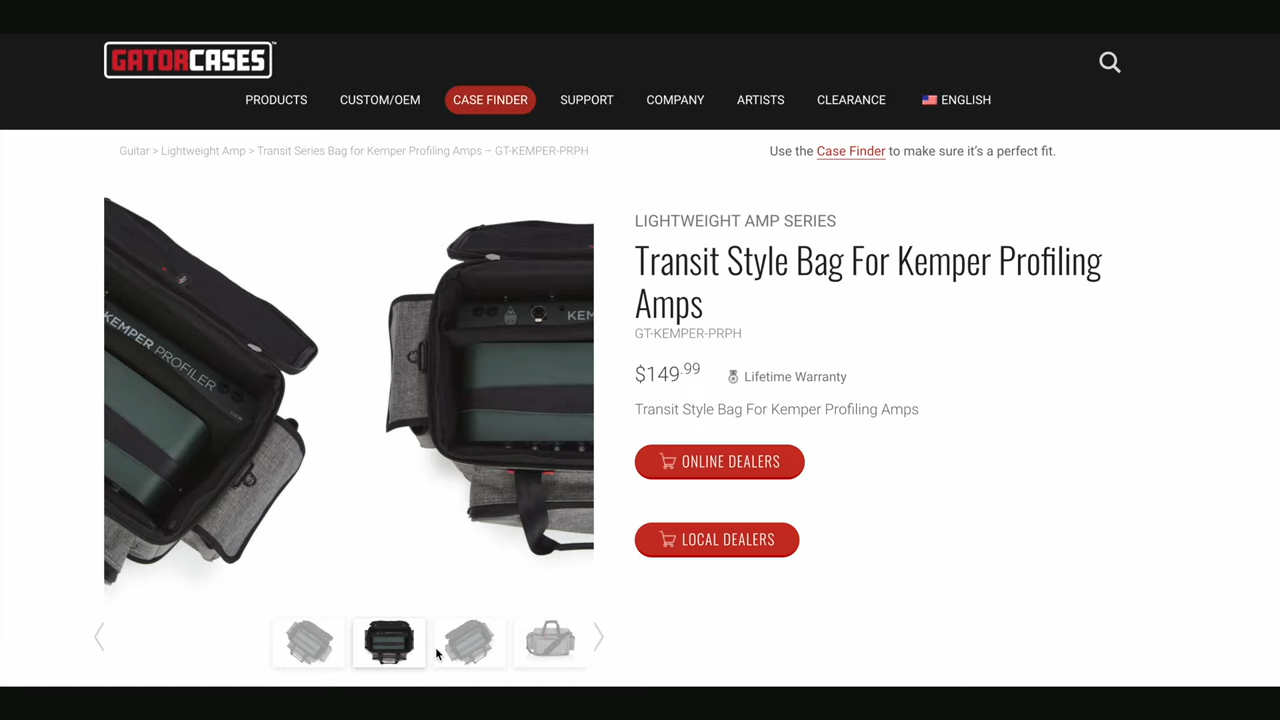 GATORCASES™
PRODUCTS CUSTOM/OEM CASE FINDER SUPPORT COMPANY ARTISTS CLEARANCE ENGLISH
Guitar > Lightweight Amp > Transit Series Bag for Kemper Profiling Amps – GT-KEMPER-PRPH
Use the Case Finder to make sure it's a perfect fit.
KEMPER PROFILER
KEM
LIGHTWEIGHT AMP SERIES
Transit Style Bag For Kemper Profiling
Amps
GT-KEMPER-PRPH
$149.99 Lifetime Warranty
Transit Style Bag For Kemper Profiling Amps
ONLINE DEALERS
LOCAL DEALERS